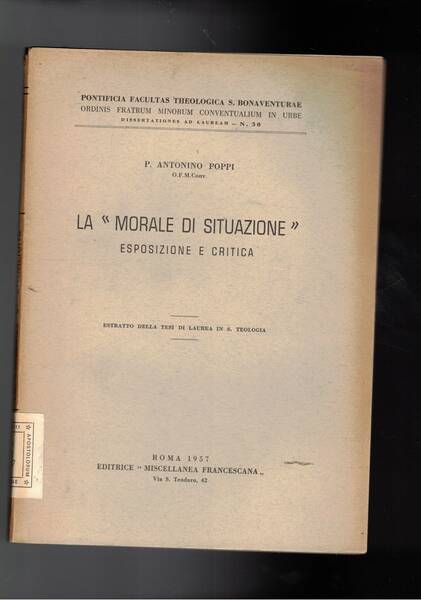 PONTIFICIA FACULTAS THEOLOGICA S. BONAVENTURAE
ORDINIS FRATRUM MINORUM CONVENTUALIUM IN URBE
DISSERTATIONES AD LAUREAM – N. 30
P. ANTONINO POPPI
O.F.M.Conv.
LA “ MORALE DI SITUAZIONE ”
ESPOSIZIONE E CRITICA
ESTRATTO DELLA TESI DI LAUREA IN S. TEOLOGIA
ROMA 1957
EDITRICE “ MISCELLANEA FRANCESCANA „
Via S. Teodoro, 42
APOSTOLORUM